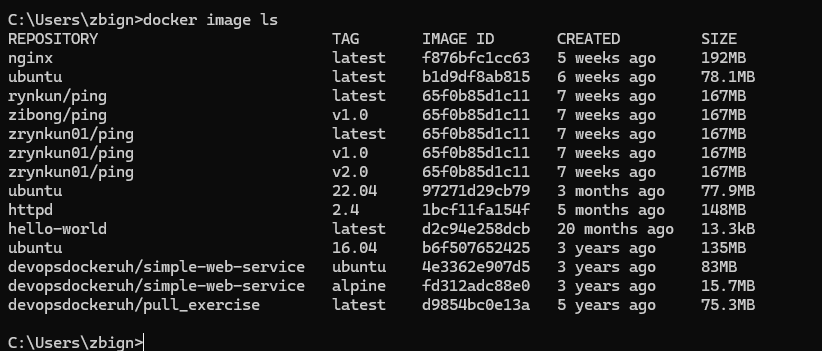 C:\Users\zbign>docker image ls
REPOSITORY                         TAG       IMAGE ID       CREATED         SIZE
nginx                              latest    f876bfc1cc63   5 weeks ago     192MB
ubuntu                             latest    b1d9df8ab815   6 weeks ago     78.1MB
rynkun/ping                        latest    65f0b85d1c11   7 weeks ago     167MB
zibong/ping                        v1.0      65f0b85d1c11   7 weeks ago     167MB
zrynkun01/ping                     latest    65f0b85d1c11   7 weeks ago     167MB
zrynkun01/ping                     v1.0      65f0b85d1c11   7 weeks ago     167MB
zrynkun01/ping                     v2.0      65f0b85d1c11   7 weeks ago     167MB
ubuntu                             22.04     97271d29cb79   3 months ago    77.9MB
httpd                              2.4       1bcf11fa154f   5 months ago    148MB
hello-world                        latest    d2c94e258dcb   20 months ago   13.3kB
ubuntu                             16.04     b6f507652425   3 years ago     135MB
devopsdockeruh/simple-web-service   ubuntu    4e3362e907d5   3 years ago     83MB
devopsdockeruh/simple-web-service   alpine    fd312adc88e0   3 years ago     15.7MB
devopsdockeruh/pull_exercise       latest    d9854bc0e13a   5 years ago     75.3MB
C:\Users\zbign>